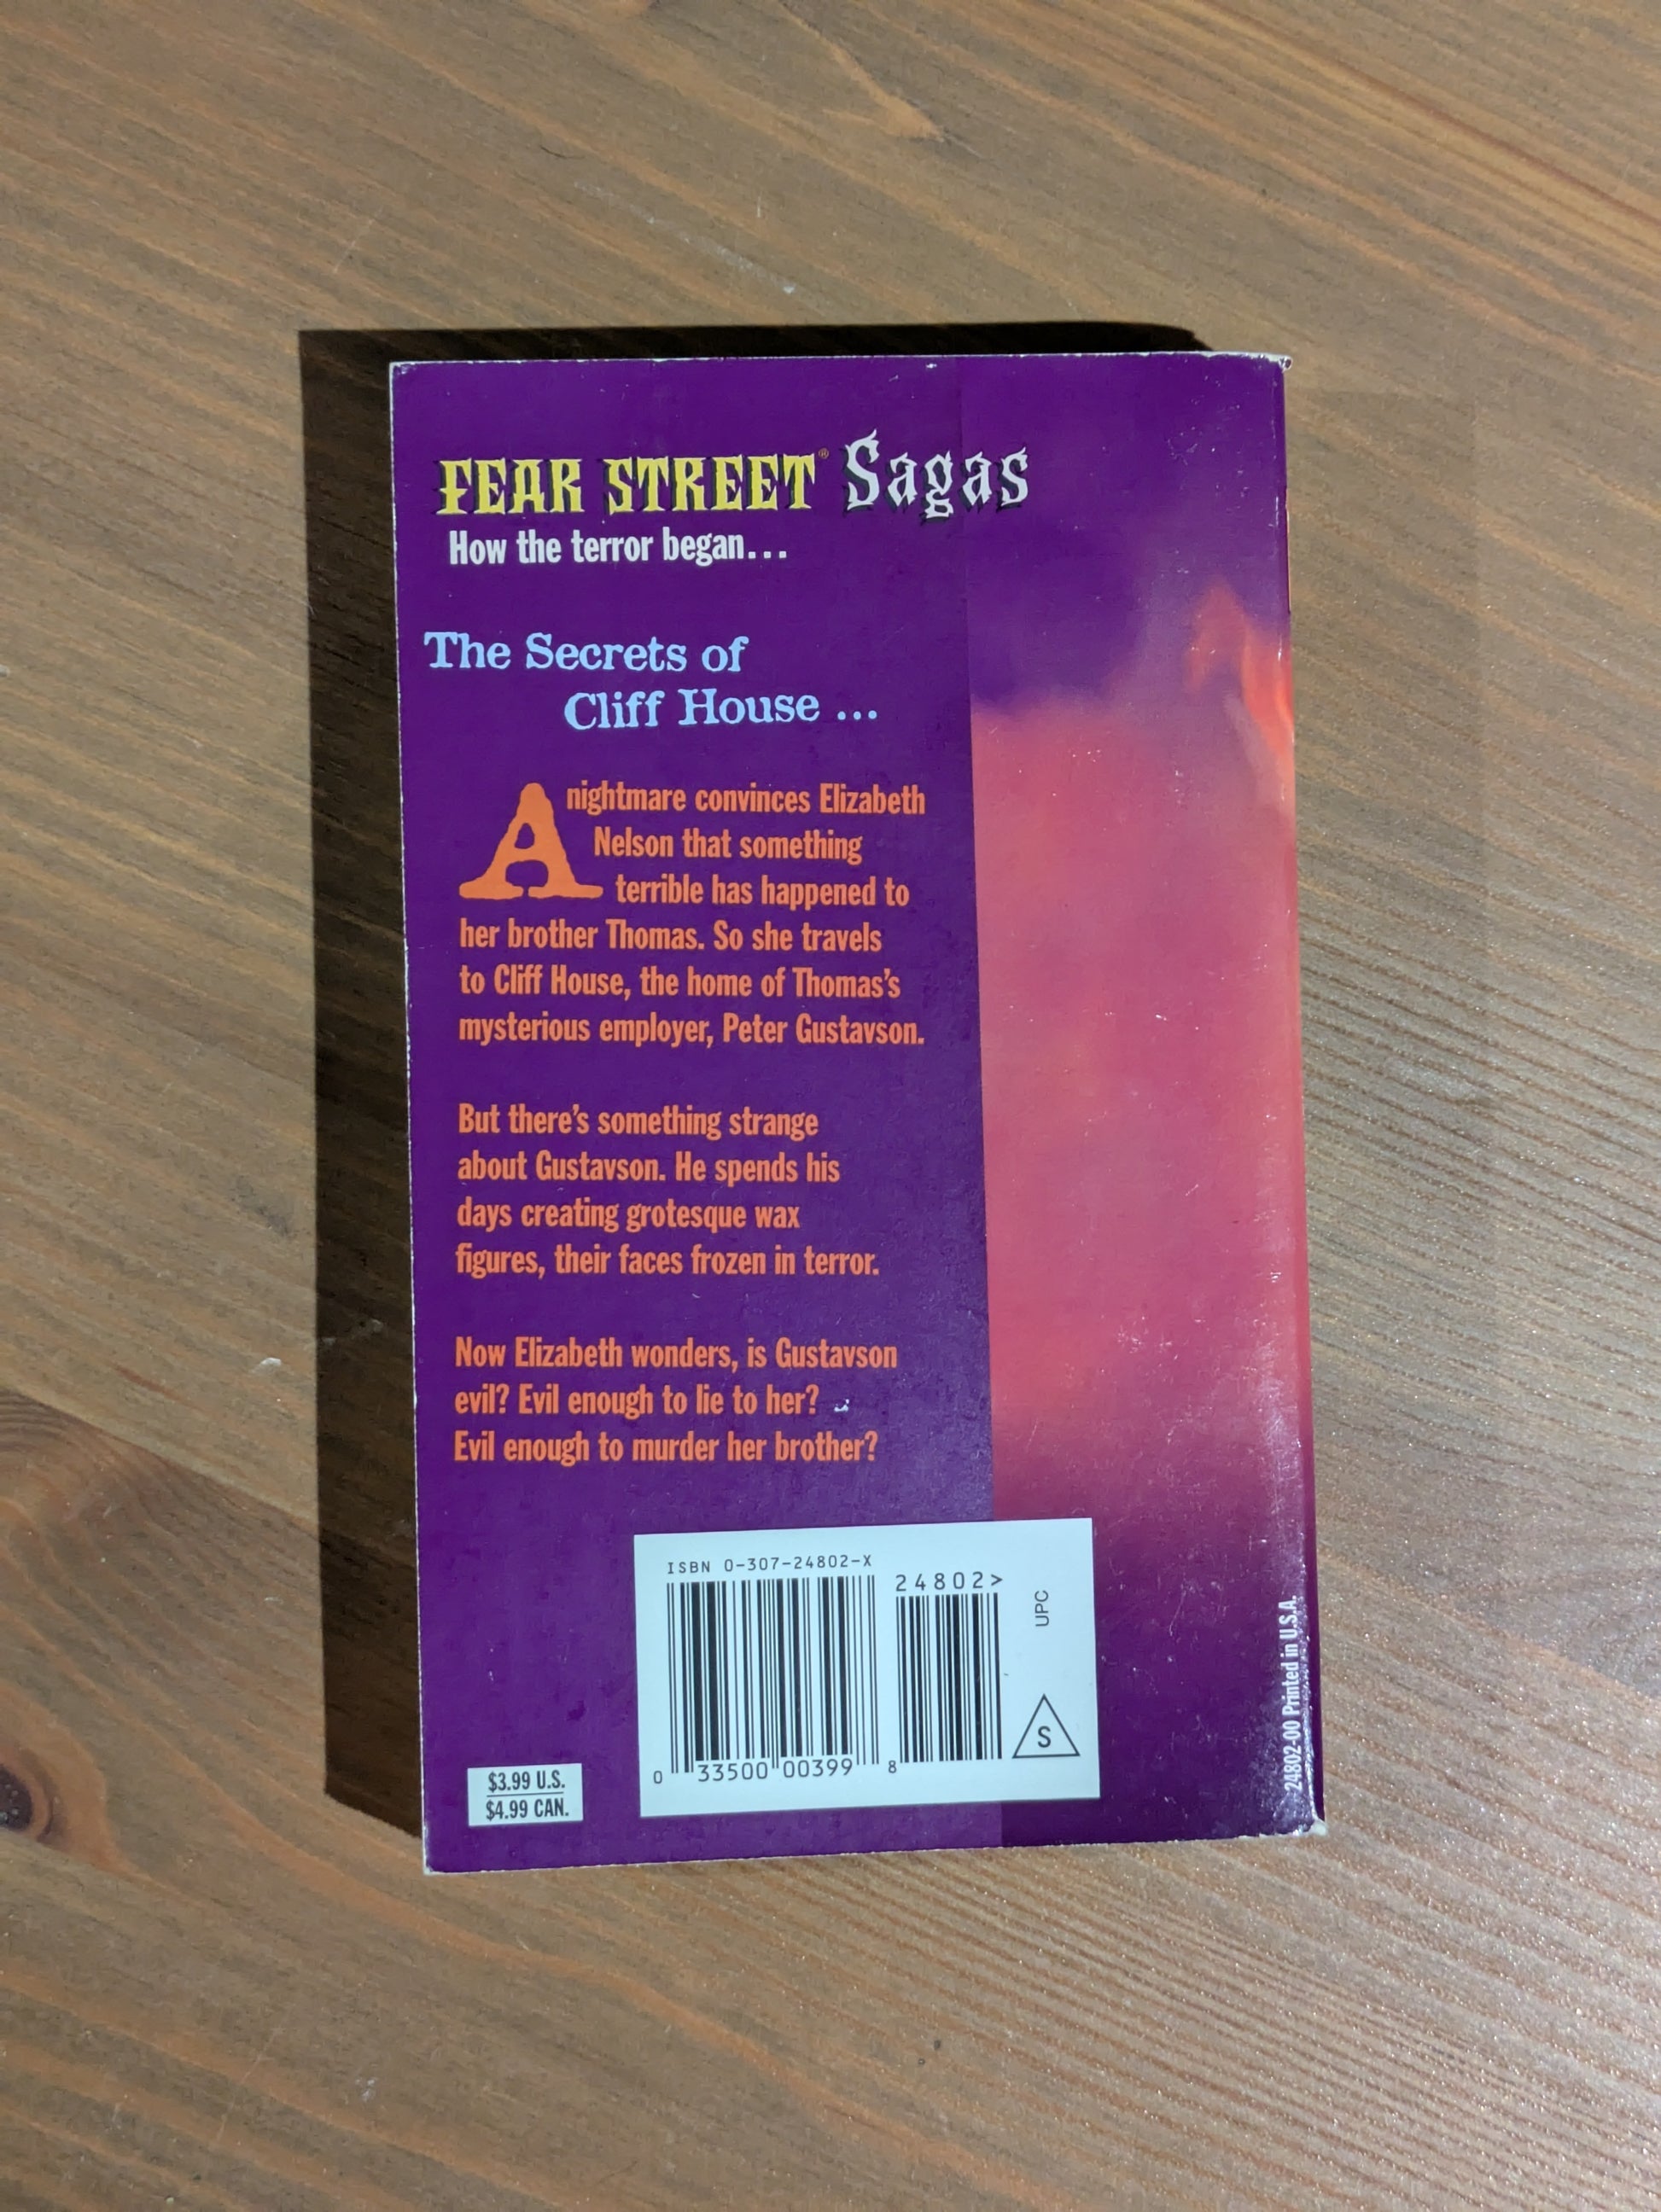 FEAR STREET® Sagas
How the terror began...
The Secrets of
Cliff House ...
A nightmare convinces Elizabeth
Nelson that something
terrible has happened to
her brother Thomas. So she travels
to Cliff House, the home of Thomas's
mysterious employer, Peter Gustavson.
But there's something strange
about Gustavson. He spends his
days creating grotesque wax
figures, their faces frozen in terror.
Now Elizabeth wonders, is Gustavson
evil? Evil enough to lie to her?
Evil enough to murder her brother?
ISBN 0-307-24802-X
24802>
UPC
S
0 33500 00399 8
$3.99 U.S.
$4.99 CAN.
24802-00 Printed in U.S.A.